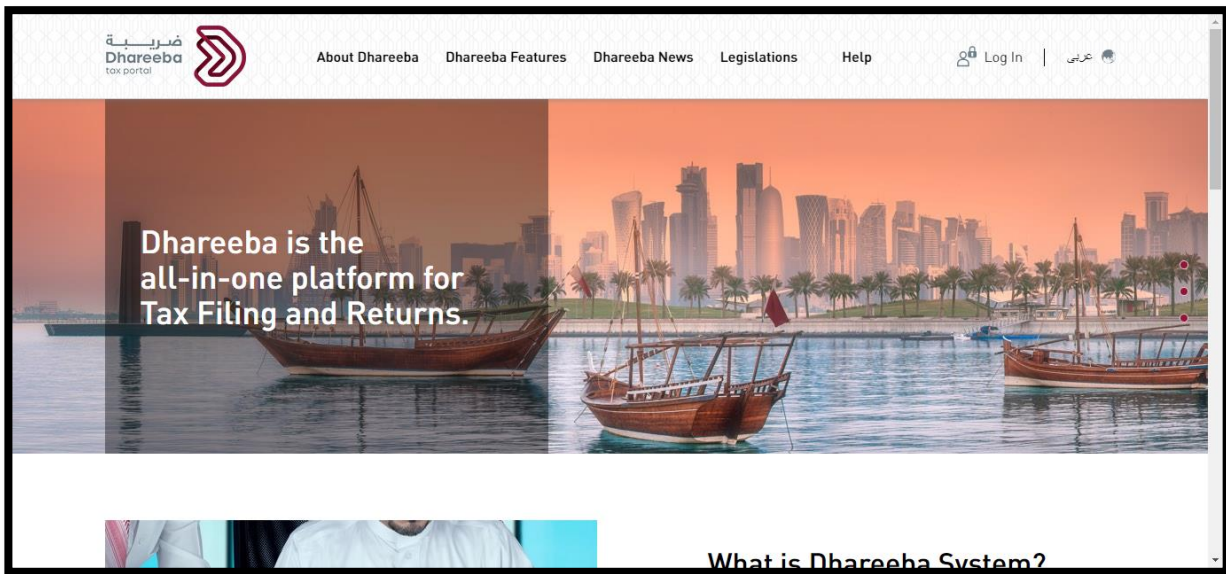 ضريبة
Dhareeba
tax portal
About Dhareeba
Dhareeba Features
Dhareeba News
Legislations
Help
Log In
عربى
Dhareeba is the
all-in-one platform for
Tax Filing and Returns.
What is Dhareeba System?